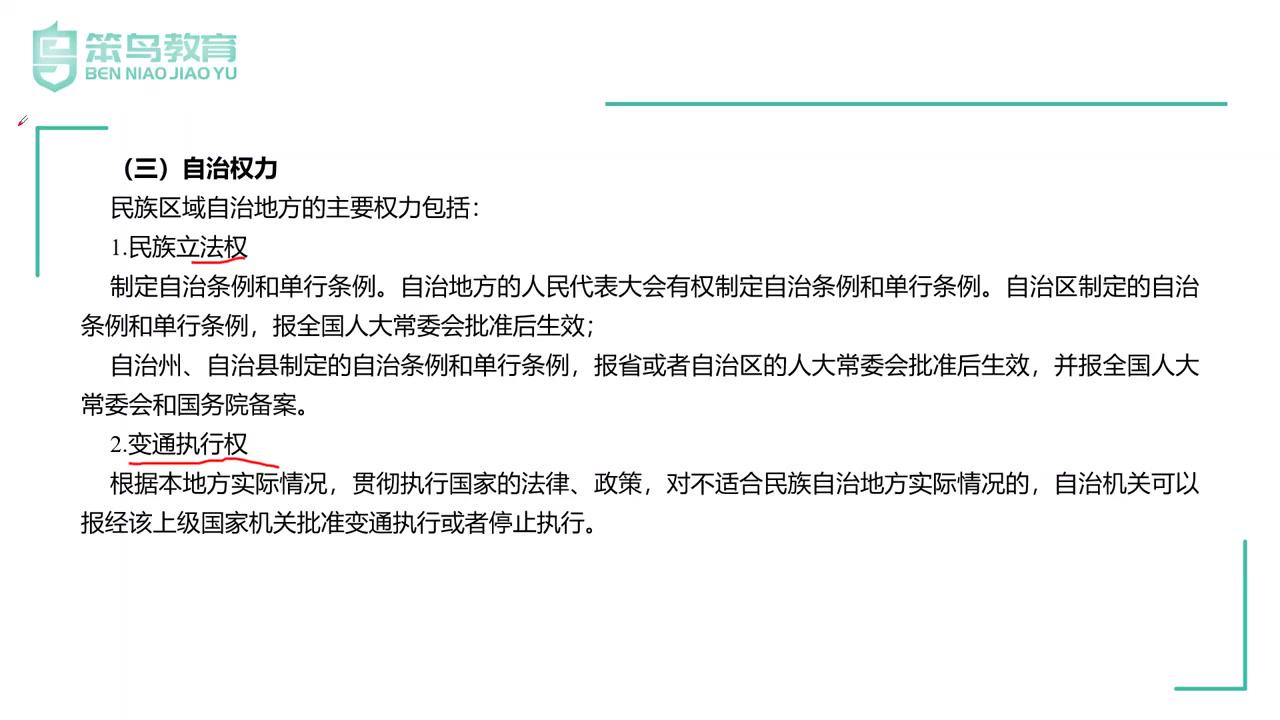 笨鸟教育
BEN NIAO JIAO YU
（三）自治权力
民族区域自治地方的主要权力包括：
1.民族立法权
制定自治条例和单行条例。自治地方的人民代表大会有权制定自治条例和单行条例。自治区制定的自治
条例和单行条例，报全国人大常委会批准后生效；
自治州、自治县制定的自治条例和单行条例，报省或者自治区的人大常委会批准后生效，并报全国人大
常委会和国务院备案。
2.变通执行权
根据本地方实际情况，贯彻执行国家的法律、政策，对不适合民族自治地方实际情况的，自治机关可以
报经该上级国家机关批准变通执行或者停止执行。